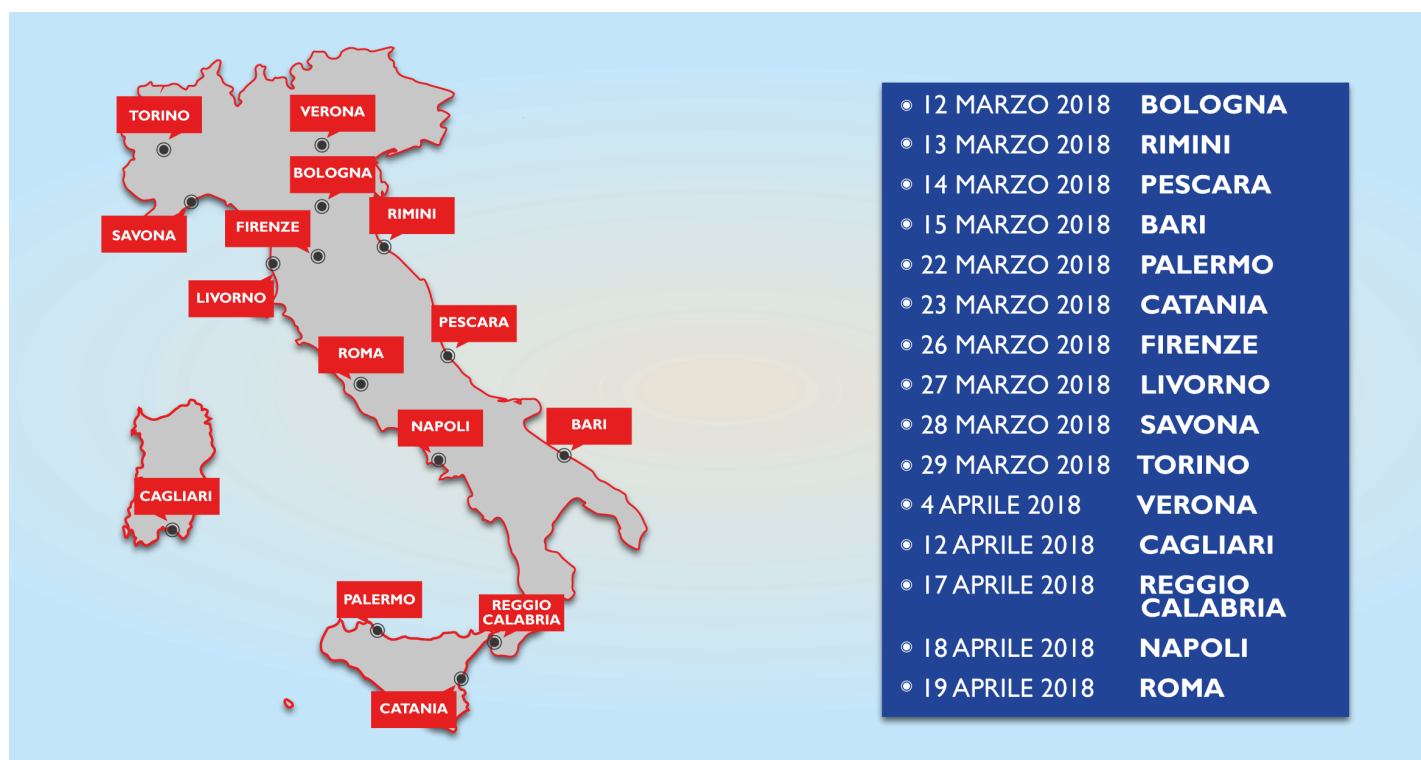 TORINO
VERONA
BOLOGNA
RIMINI
FIRENZE
SAVONA
LIVORNO
PESCARA
ROMA
NAPOLI
BARI
CAGLIARI
PALERMO
REGGIO
CALABRIA
CATANIA
12 MARZO 2018 BOLOGNA
13 MARZO 2018 RIMINI
14 MARZO 2018 PESCARA
15 MARZO 2018 BARI
22 MARZO 2018 PALERMO
23 MARZO 2018 CATANIA
26 MARZO 2018 FIRENZE
27 MARZO 2018 LIVORNO
28 MARZO 2018 SAVONA
29 MARZO 2018 TORINO
4 APRILE 2018 VERONA
12 APRILE 2018 CAGLIARI
17 APRILE 2018 REGGIO
CALABRIA
18 APRILE 2018 NAPOLI
19 APRILE 2018 ROMA